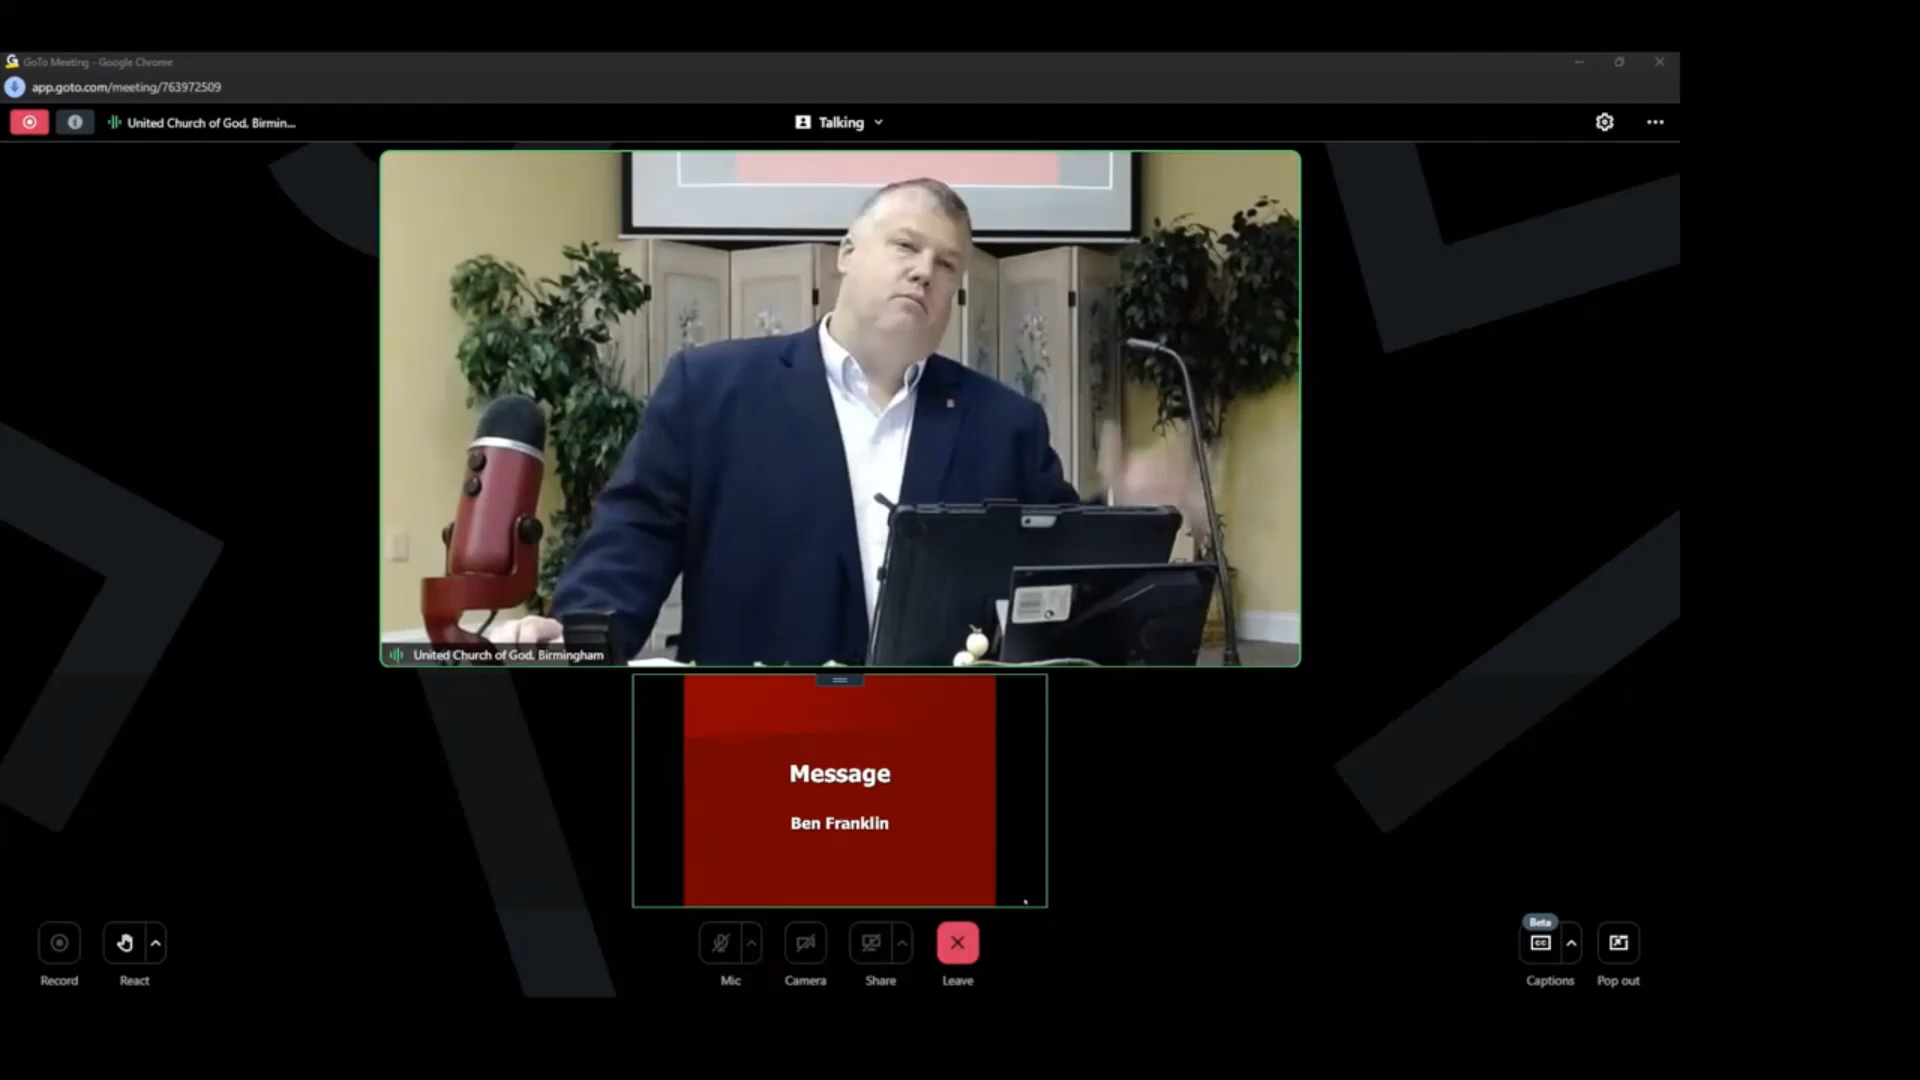 GoTo Meeting - Google Chrome
app.goto.com/meeting/763972509
United Church of God, Birmin...
Talking
United Church of God, Birmingham
Message
Ben Franklin
Record
React
Mic
Camera
Share
Leave
Beta
CC
Captions
Pop out